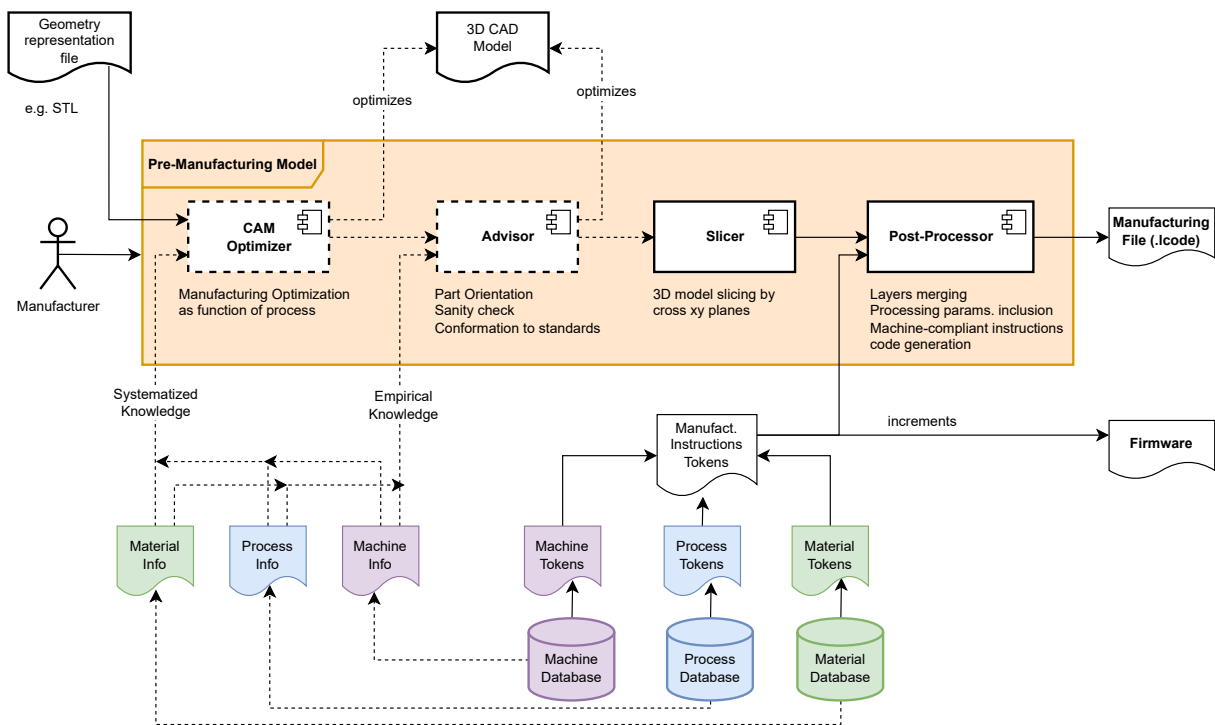 Geometry
representation
file
3D CAD
Model
e.g. STL
optimizes
optimizes
Pre-Manufacturing Model
CAM
Optimizer
Advisor
Slicer
Post-Processor
Manufacturing
File (.lcode)
Manufacturer
Manufacturing Optimization
as function of process
Part Orientation
Sanity check
Conformation to standards
3D model slicing by
cross xy planes
Layers merging
Processing params. inclusion
Machine-compliant instructions
code generation
Systematized
Knowledge
Empirical
Knowledge
Manufact.
Instructions
Tokens
increments
Firmware
Material
Info
Process
Info
Machine
Info
Machine
Tokens
Process
Tokens
Material
Tokens
Machine
Database
Process
Database
Material
Database